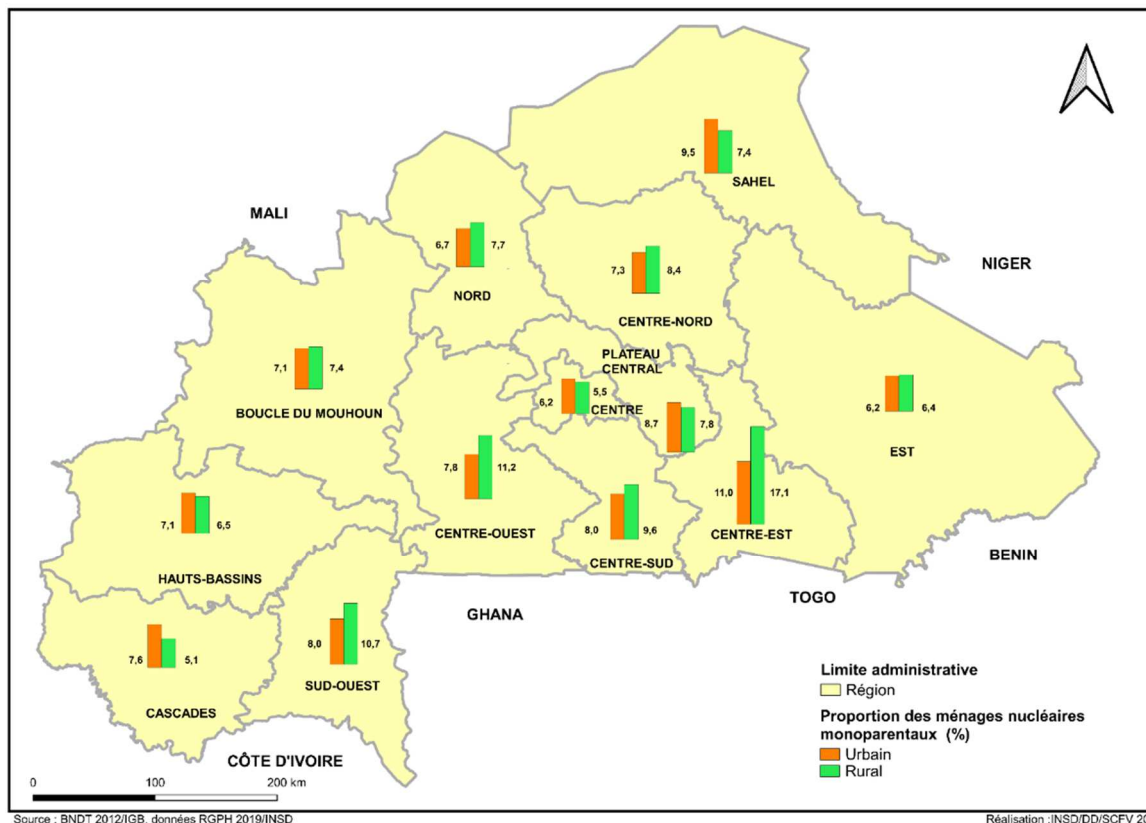 9,5
7,4
SAHEL
MALI
6,7
7,7
NORD
7,3
8,4
CENTRE-NORD
NIGER
7,1
7,4
BOUCLE DU MOUHOUN
PLATEAU
CENTRAL
6,2
5,5
CENTRE
8,7
7,8
6,2
6,4
EST
7,8
11,2
CENTRE-OUEST
8,0
9,6
CENTRE-SUD
11,0
17,1
CENTRE-EST
7,1
6,5
HAUTS-BASSINS
BENIN
TOGO
GHANA
7,6
5,1
CASCADES
8,0
10,7
SUD-OUEST
CÔTE D'IVOIRE
Limite administrative
Région
Proportion des ménages nucléaires
monoparentaux (%)
Urbain
Rural
0 100 200 km
Source : BNDT 2012/IGB, données RGPH 2019/INSD
Réalisation :INSD/DD/SCFV 20